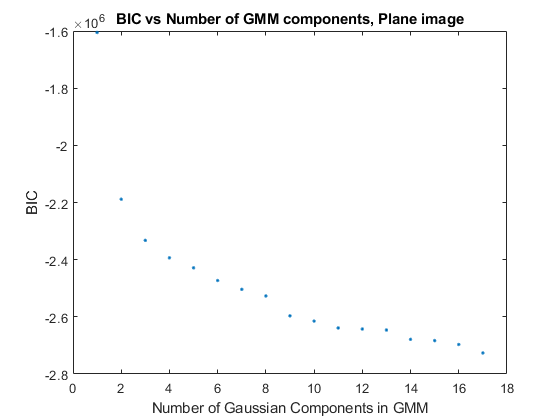 BIC vs Number of GMM components, Plane image
×10⁶
-1.6
-1.8
-2
-2.2
-2.4
-2.6
-2.8
BIC
0 2 4 6 8 10 12 14 16 18
Number of Gaussian Components in GMM